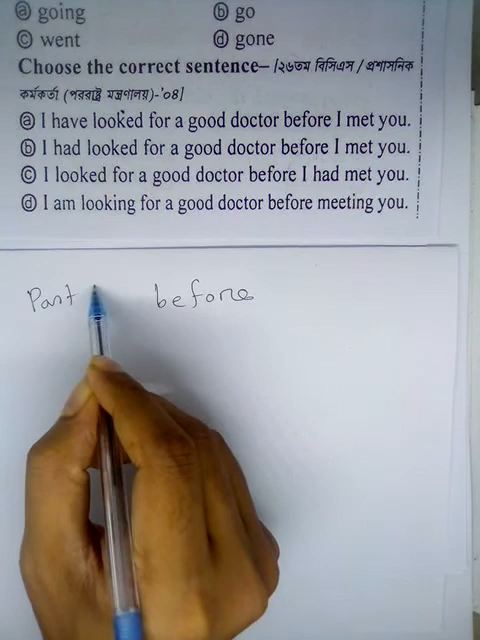 ⓐ going ⓑ go
ⓒ went ⓓ gone
Choose the correct sentence– [২৬তম বিসিএস / প্রশাসনিক
কর্মকর্তা (পররাষ্ট্র মন্ত্রণালয়)-'০৪]
ⓐ I have looked for a good doctor before I met you.
ⓑ I had looked for a good doctor before I met you.
ⓒ I looked for a good doctor before I had met you.
ⓓ I am looking for a good doctor before meeting you.
Past before